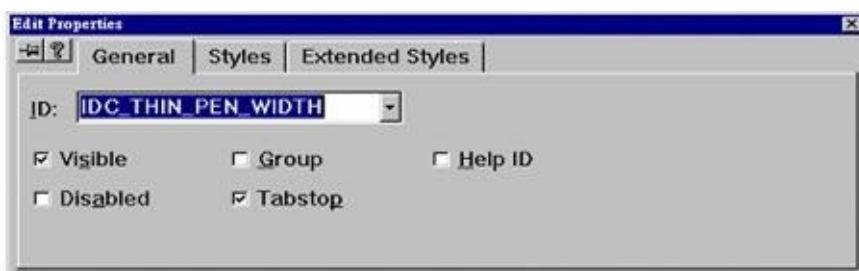 Edit Properties
General Styles Extended Styles
ID: IDC_THIN_PEN_WIDTH
Visible Group Help ID
Disabled Tabstop